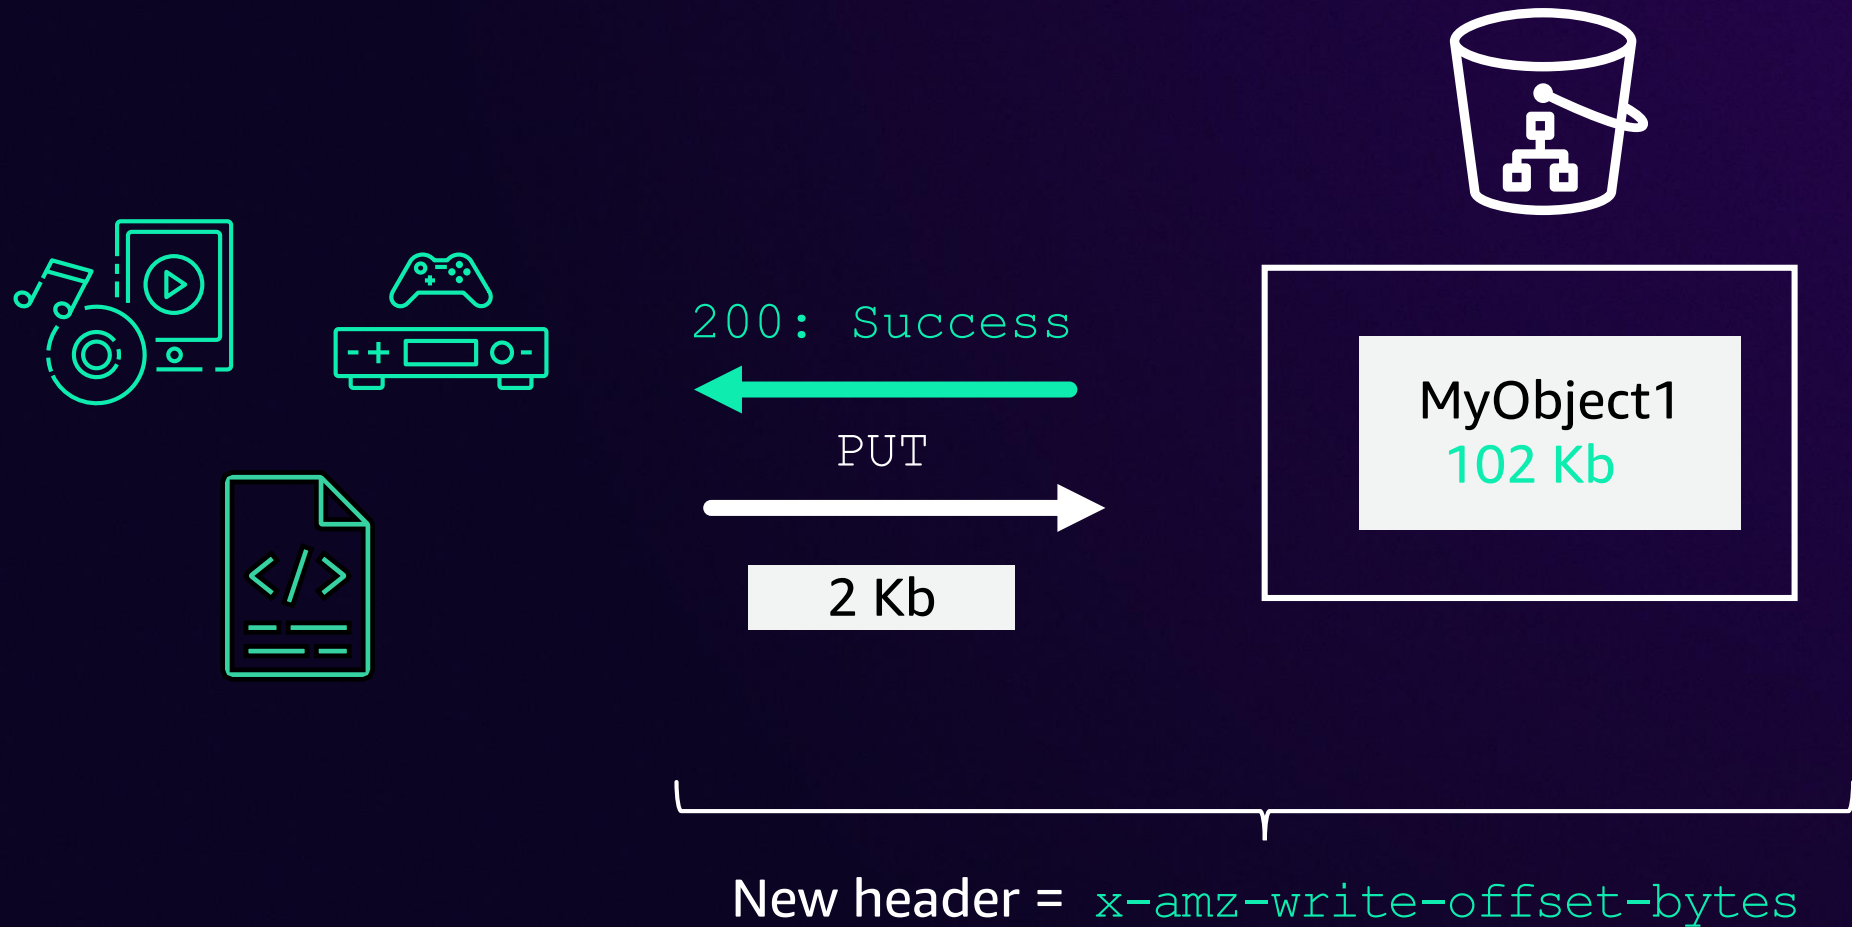 200: Success
PUT
2 Kb
MyObject1
102 Kb
New header = x-amz-write-offset-bytes